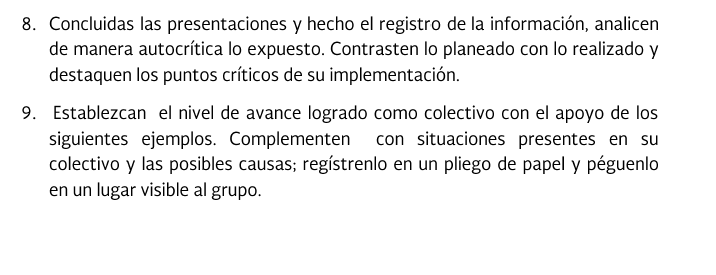 8. Concluidas las presentaciones y hecho el registro de la información, analicen
de manera autocrítica lo expuesto. Contrasten lo planeado con lo realizado y
destaquen los puntos críticos de su implementación.
9. Establezcan el nivel de avance logrado como colectivo con el apoyo de los
siguientes ejemplos. Complementen con situaciones presentes en su
colectivo y las posibles causas; regístrenlo en un pliego de papel y péguenlo
en un lugar visible al grupo.